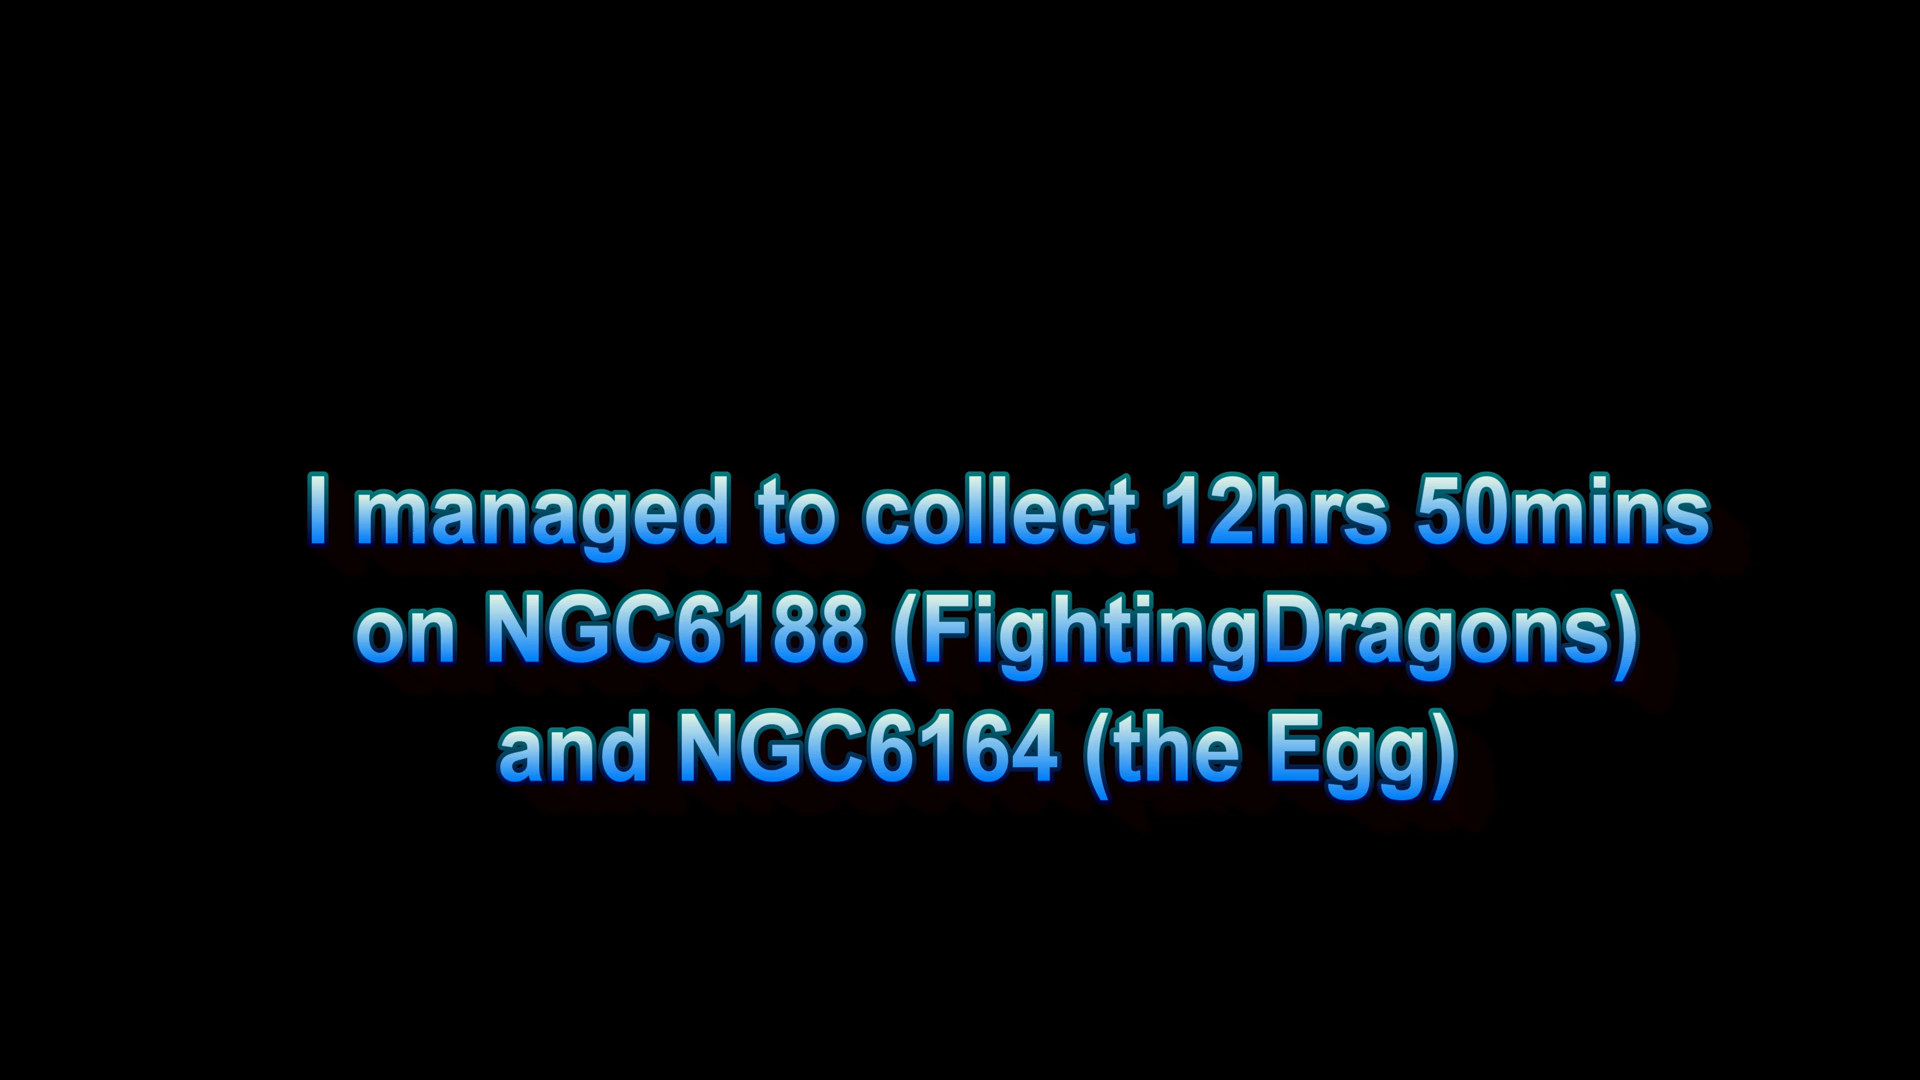 I managed to collect 12hrs 50mins
on NGC6188 (FightingDragons)
and NGC6164 (the Egg)